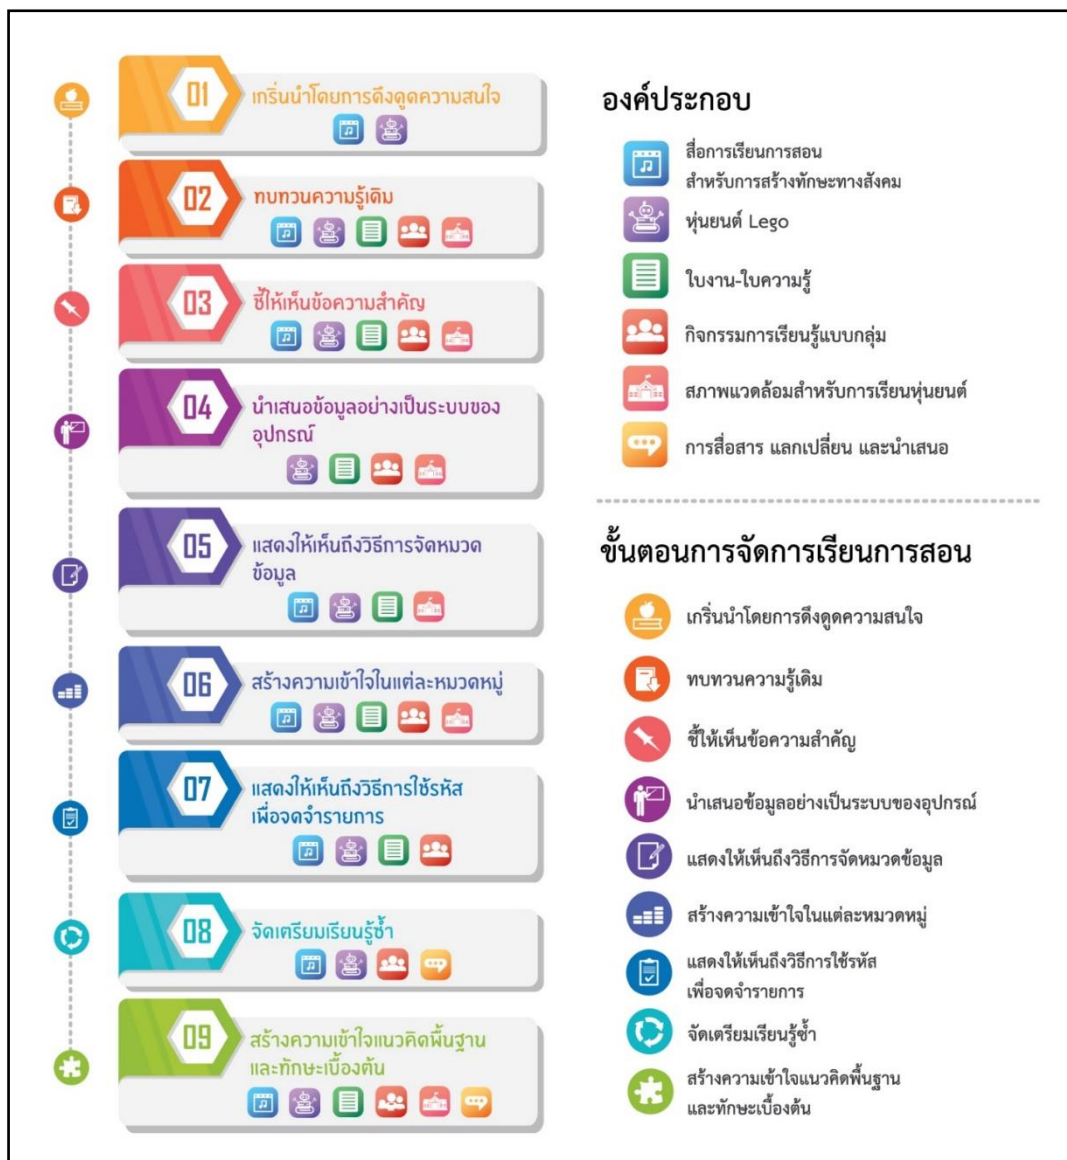 01
เกริ่นนำโดยการดึงดูดความสนใจ
02
ทบทวนความรู้เดิม
03
ชี้ให้เห็นข้อความสำคัญ
04
นำเสนอข้อมูลอย่างเป็นระบบของ
อุปกรณ์
05
แสดงให้เห็นถึงวิธีการจัดหมวด
ข้อมูล
06
สร้างความเข้าใจในแต่ละหมวดหมู่
07
แสดงให้เห็นถึงวิธีการใช้รหัส
เพื่อจดจำรายการ
08
จัดเตรียมเรียนรู้ซ้ำ
09
สร้างความเข้าใจแนวคิดพื้นฐาน
และทักษะเบื้องต้น
องค์ประกอบ
สื่อการเรียนการสอน
สำหรับการสร้างทักษะทางสังคม
หุ่นยนต์ Lego
ใบงาน-ใบความรู้
กิจกรรมการเรียนรู้แบบกลุ่ม
สภาพแวดล้อมสำหรับการเรียนหุ่นยนต์
การสื่อสาร แลกเปลี่ยน และนำเสนอ
ขั้นตอนการจัดการเรียนการสอน
เกริ่นนำโดยการดึงดูดความสนใจ
ทบทวนความรู้เดิม
ชี้ให้เห็นข้อความสำคัญ
นำเสนอข้อมูลอย่างเป็นระบบของอุปกรณ์
แสดงให้เห็นถึงวิธีการจัดหมวดข้อมูล
สร้างความเข้าใจในแต่ละหมวดหมู่
แสดงให้เห็นถึงวิธีการใช้รหัส
เพื่อจดจำรายการ
จัดเตรียมเรียนรู้ซ้ำ
สร้างความเข้าใจแนวคิดพื้นฐาน
และทักษะเบื้องต้น